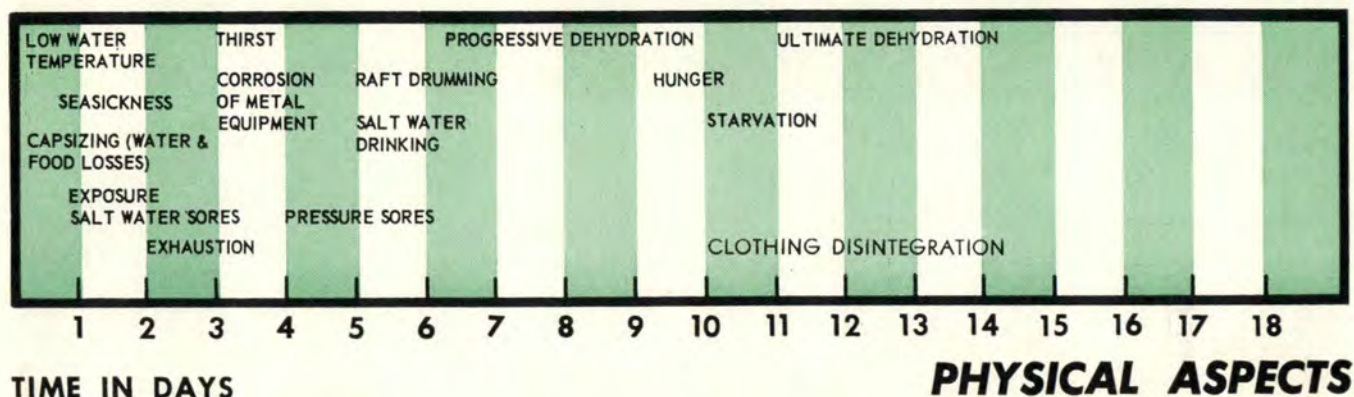 LOW WATER
TEMPERATURE
THIRST
PROGRESSIVE DEHYDRATION
ULTIMATE DEHYDRATION
SEASICKNESS
CORROSION
OF METAL
EQUIPMENT
RAFT DRUMMING
HUNGER
CAPSIZING (WATER &
FOOD LOSSES)
SALT WATER
DRINKING
STARVATION
EXPOSURE
SALT WATER SORES
PRESSURE SORES
EXHAUSTION
CLOTHING DISINTEGRATION
1 2 3 4 5 6 7 8 9 10 11 12 13 14 15 16 17 18
TIME IN DAYS
PHYSICAL ASPECTS